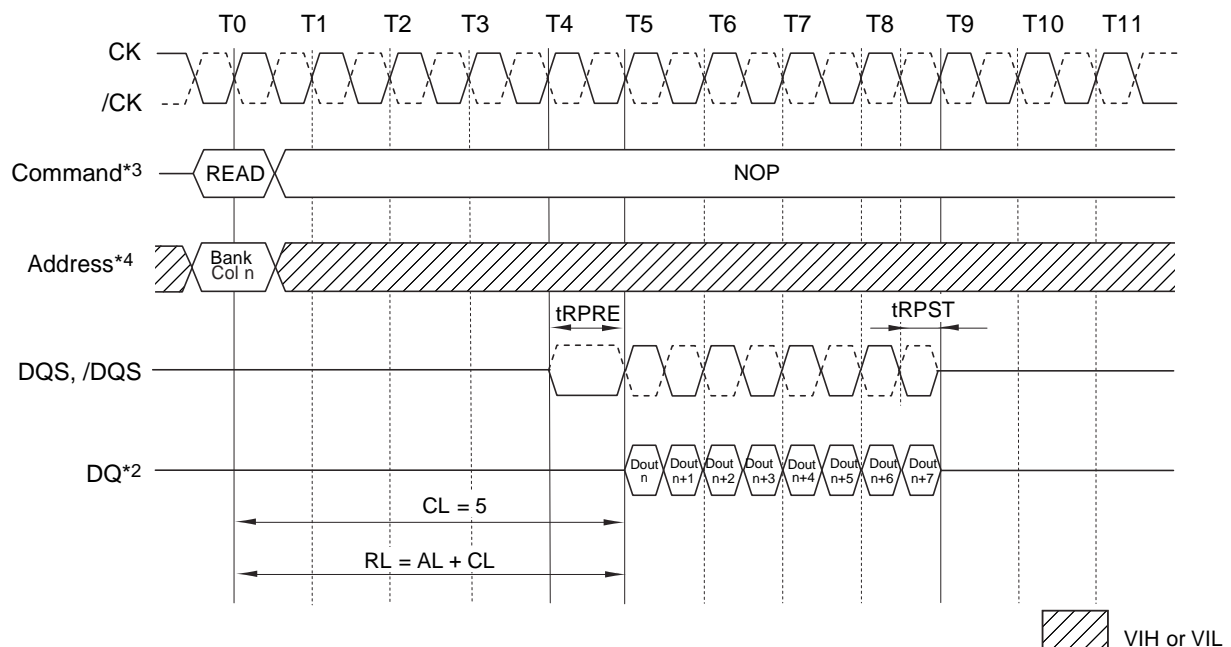 T0 T1 T2 T3 T4 T5 T6 T7 T8 T9 T10 T11
CK
/CK
Command*3
READ
NOP
Address*4
Bank
Col n
tRPRE
tRPST
DQS, /DQS
DQ*2
Dout Dout Dout Dout Dout Dout Dout Dout
n n+1 n+2 n+3 n+4 n+5 n+6 n+7
CL = 5
RL = AL + CL
VIH or VIL